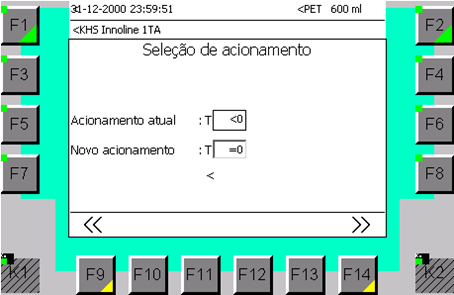 31-12-2000 23:59:51 <PET 600 ml
<KHS Innoline 1TA
Seleção de acionamento
Acionamento atual :T <0
Novo acionamento :T =0
<
<< >>
F1 F2
F3 F4
F5 F6
F7 F8
K1 F9 F10 F11 F12 F13 F14 K2